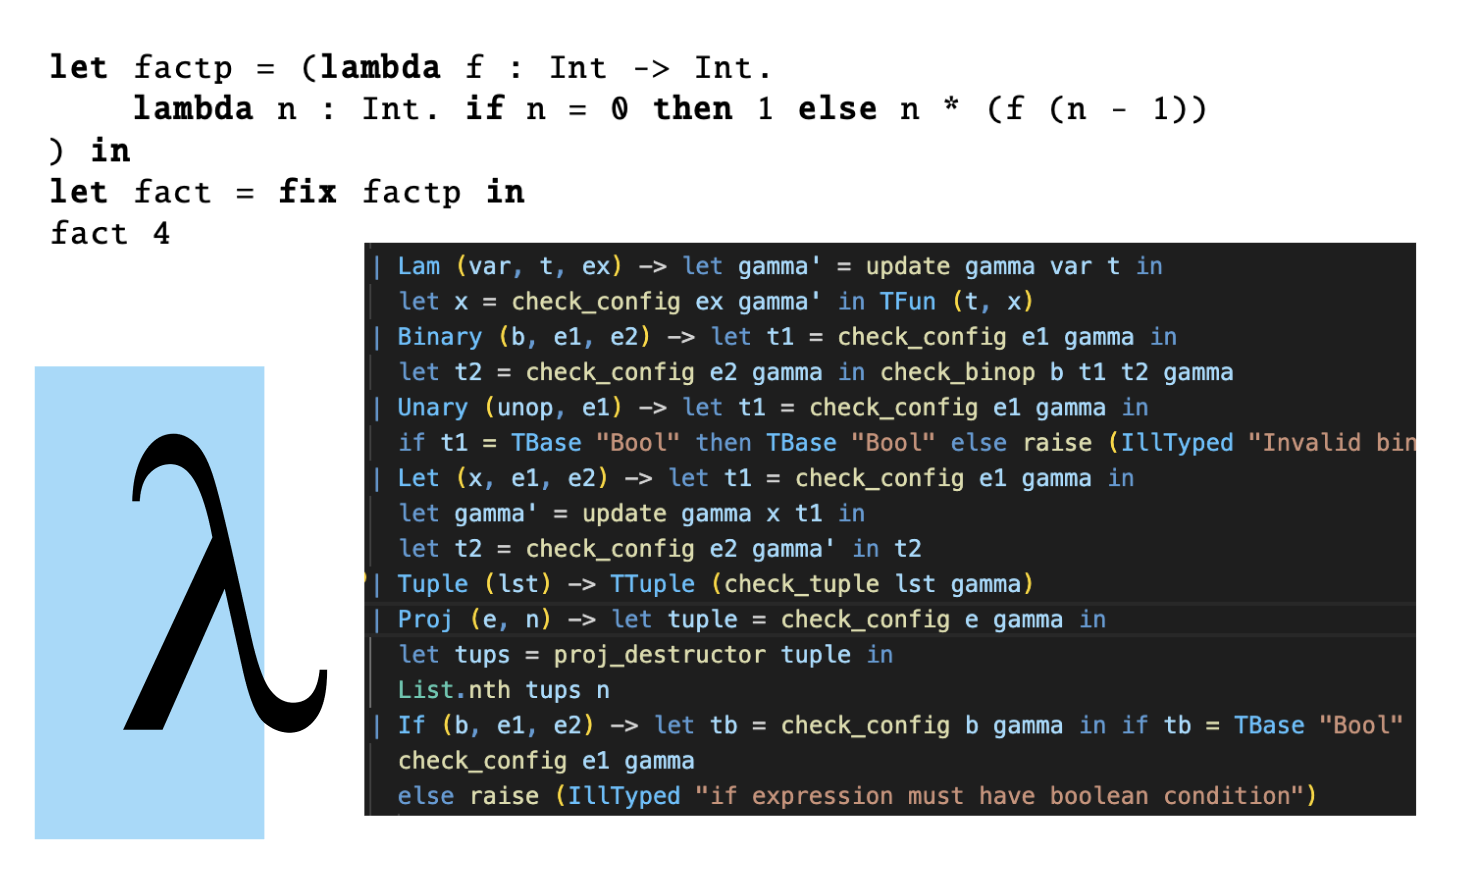 let factp = (lambda f : Int -> Int.
    lambda n : Int. if n = 0 then 1 else n * (f (n - 1))
) in
let fact = fix factp in
fact 4
| Lam (var, t, ex) -> let gamma' = update gamma var t in
  let x = check_config ex gamma' in TFun (t, x)
| Binary (b, e1, e2) -> let t1 = check_config e1 gamma in
  let t2 = check_config e2 gamma in check_binop b t1 t2 gamma
| Unary (unop, e1) -> let t1 = check_config e1 gamma in
  if t1 = TBase "Bool" then TBase "Bool" else raise (IllTyped "Invalid bin
| Let (x, e1, e2) -> let t1 = check_config e1 gamma in
  let gamma' = update gamma x t1 in
  let t2 = check_config e2 gamma' in t2
| Tuple (lst) -> TTuple (check_tuple lst gamma)
| Proj (e, n) -> let tuple = check_config e gamma in
  let tups = proj_destructor tuple in
  List.nth tups n
| If (b, e1, e2) -> let tb = check_config b gamma in if tb = TBase "Bool"
  check_config e1 gamma
  else raise (IllTyped "if expression must have boolean condition")
λ